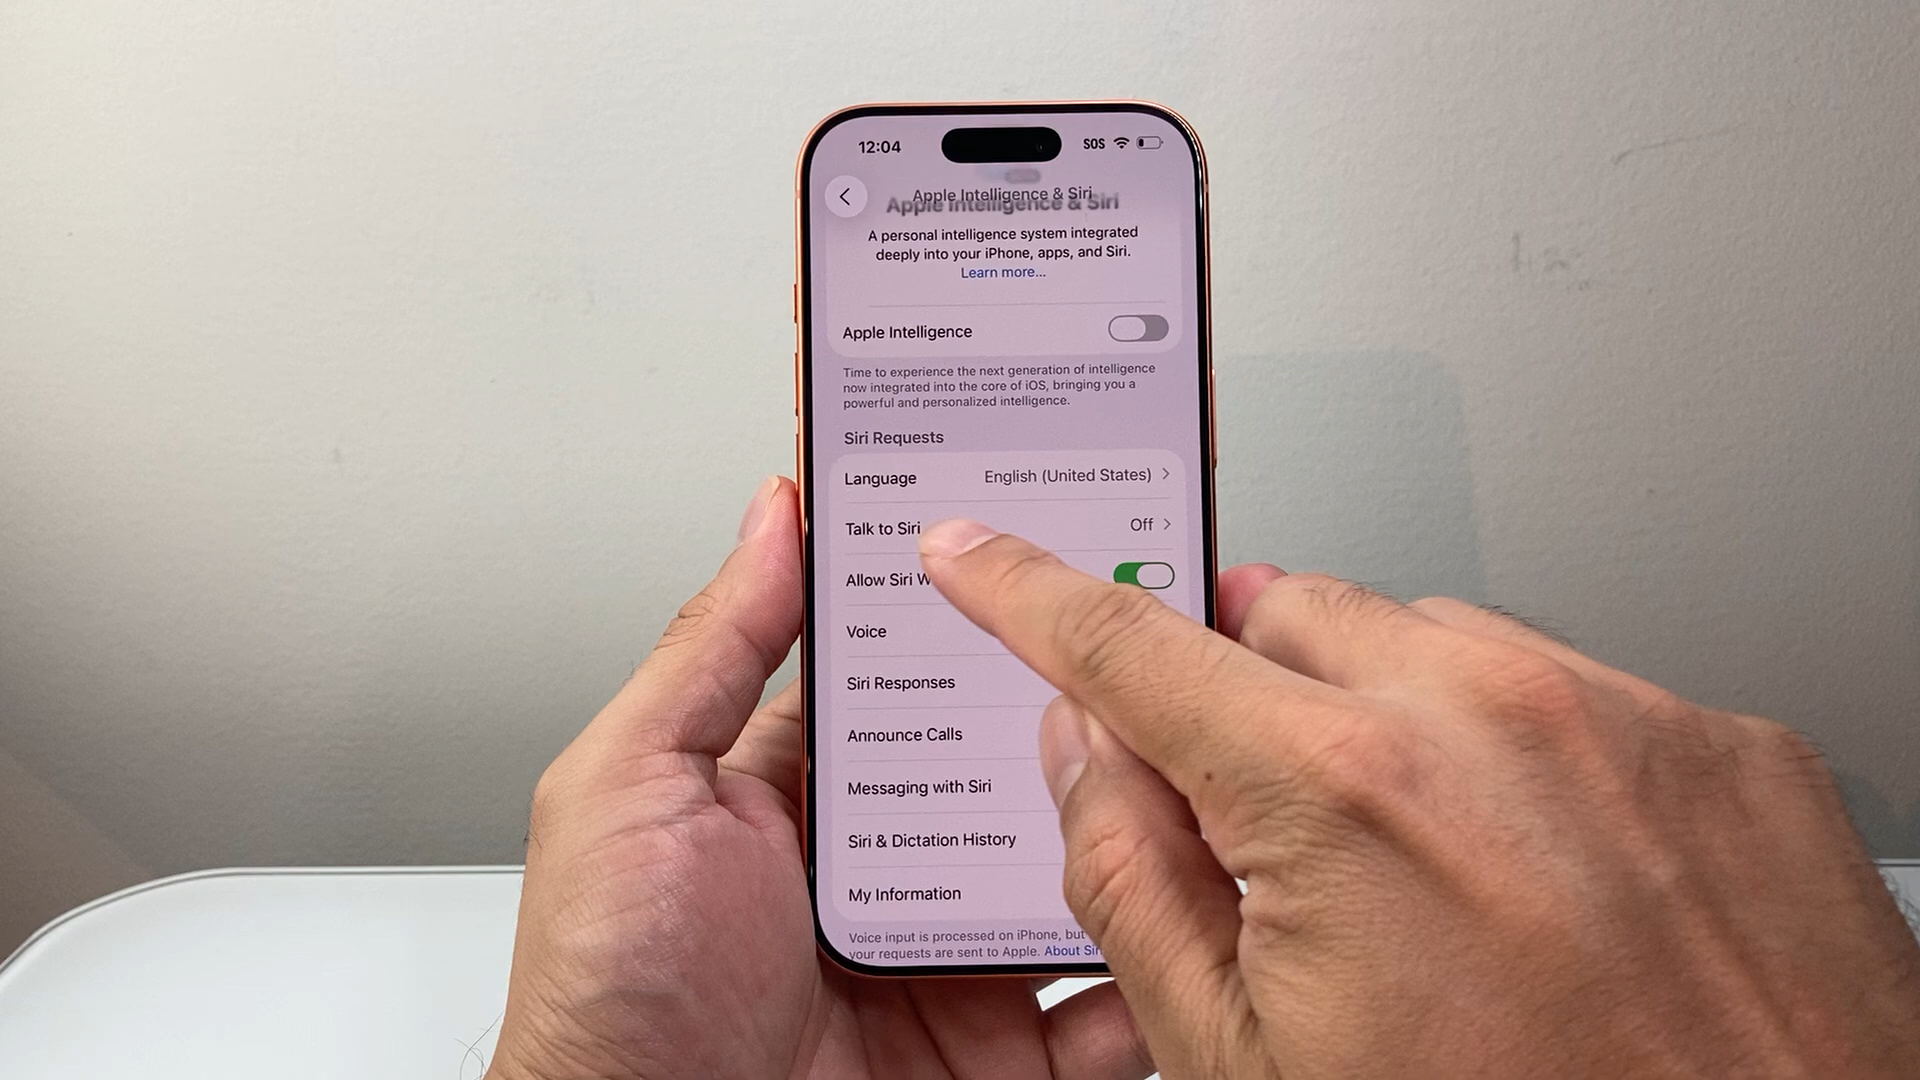 12:04
SOS
Apple Intelligence & Siri
Apple Intelligence & Siri
A personal intelligence system integrated
deeply into your iPhone, apps, and Siri.
Learn more...
Apple Intelligence
Time to experience the next generation of intelligence
now integrated into the core of iOS, bringing you a
powerful and personalized intelligence.
Siri Requests
Language English (United States)
Talk to Siri Off
Allow Siri W
Voice
Siri Responses
Announce Calls
Messaging with Siri
Siri & Dictation History
My Information
Voice input is processed on iPhone, but
your requests are sent to Apple. About Sir